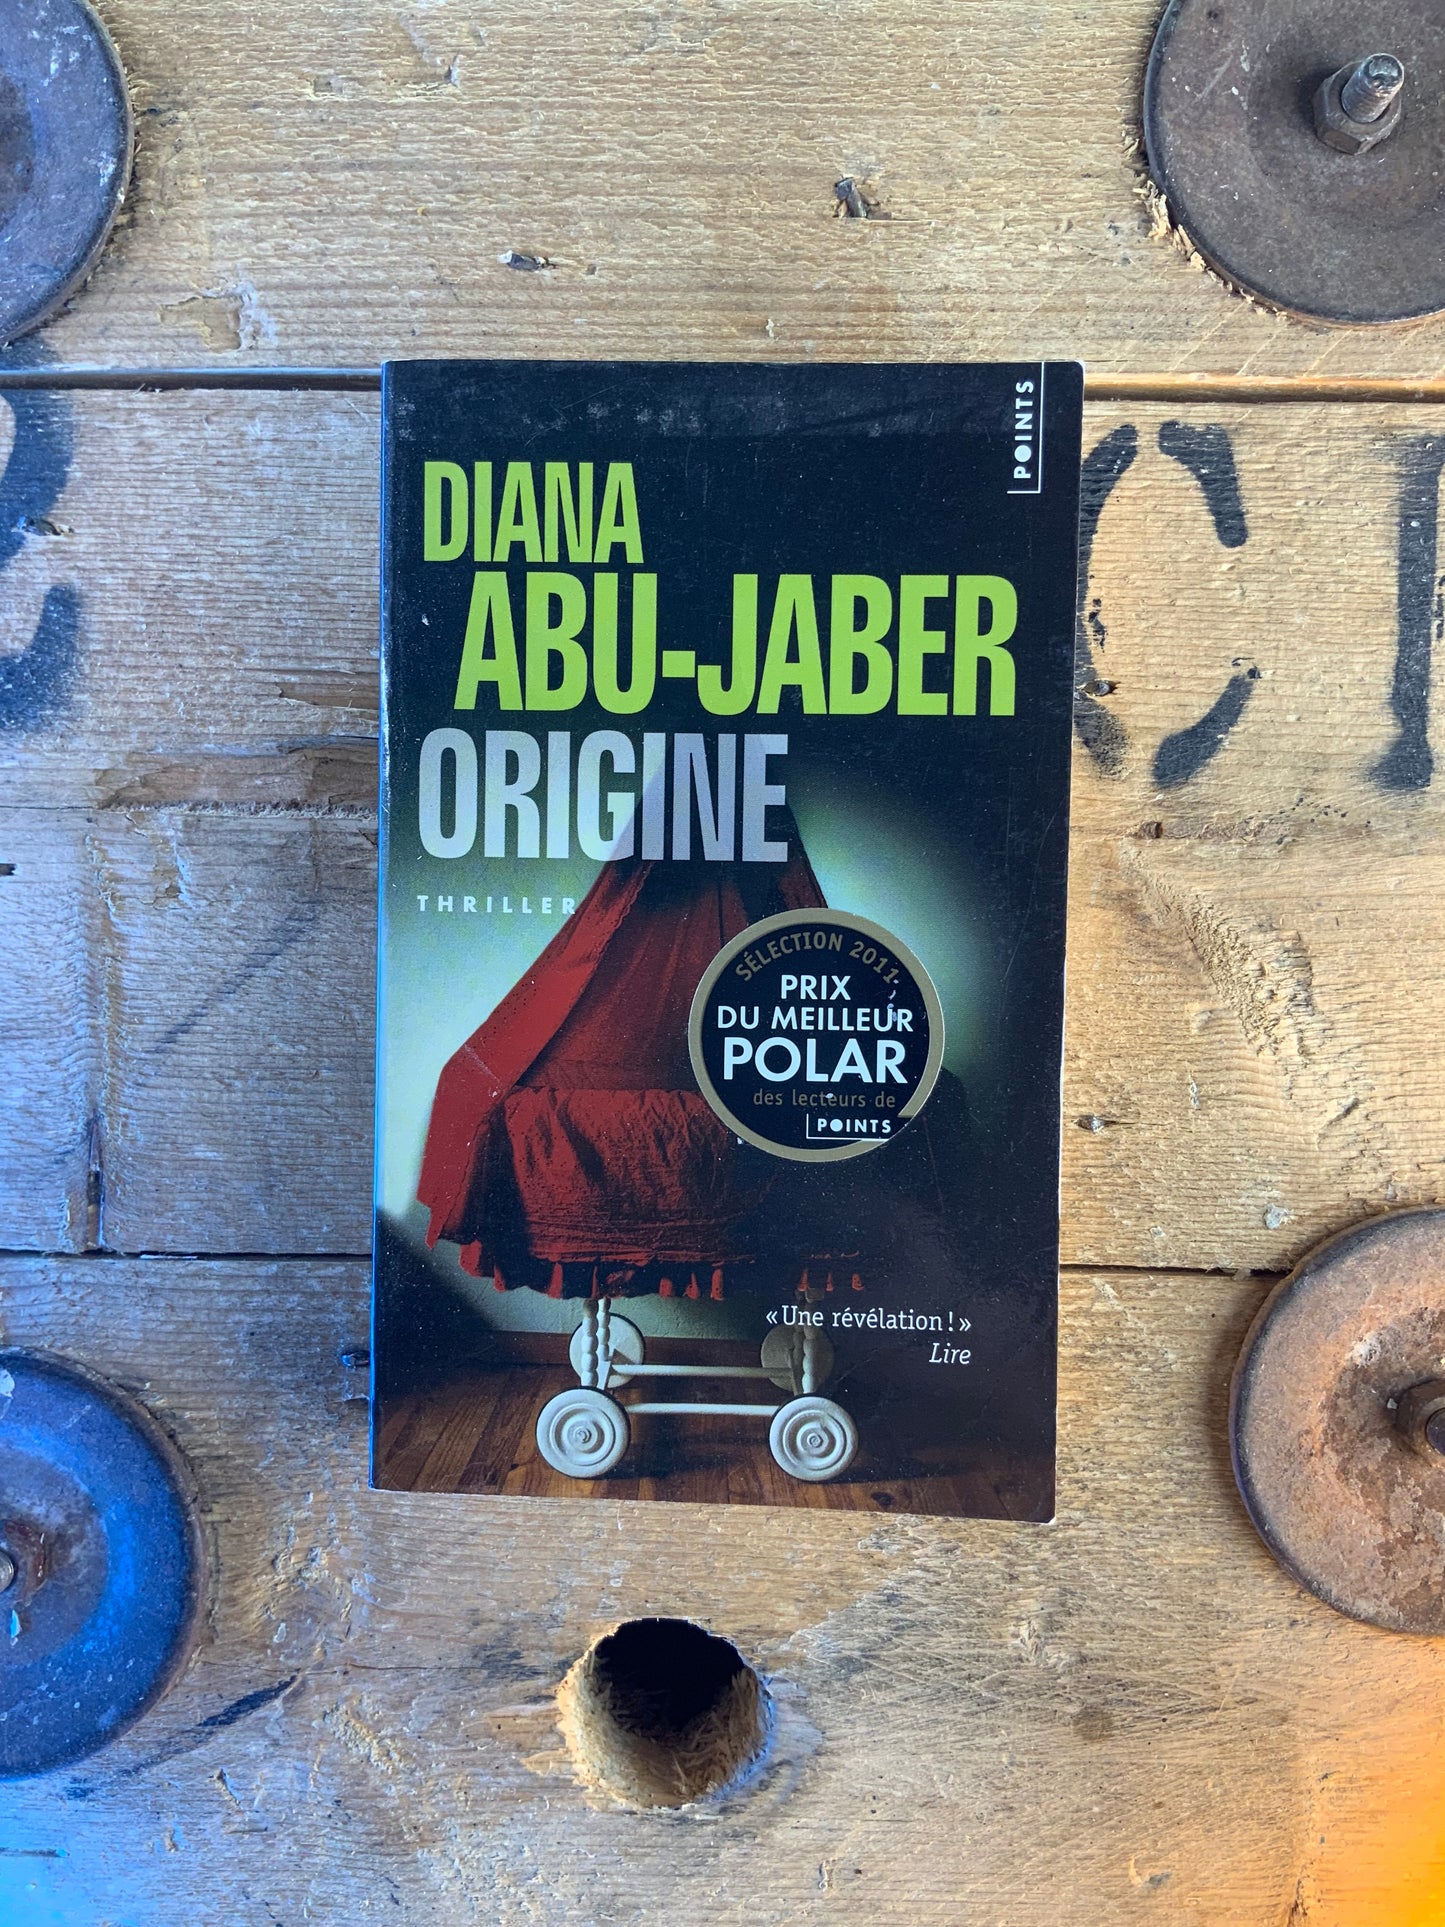 POINTS
DIANA
ABU-JABER
ORIGINE
THRILLER
SÉLECTION 2011
PRIX
DU MEILLEUR
POLAR
des lecteurs de
POINTS
«Une révélation!»
Lire
C